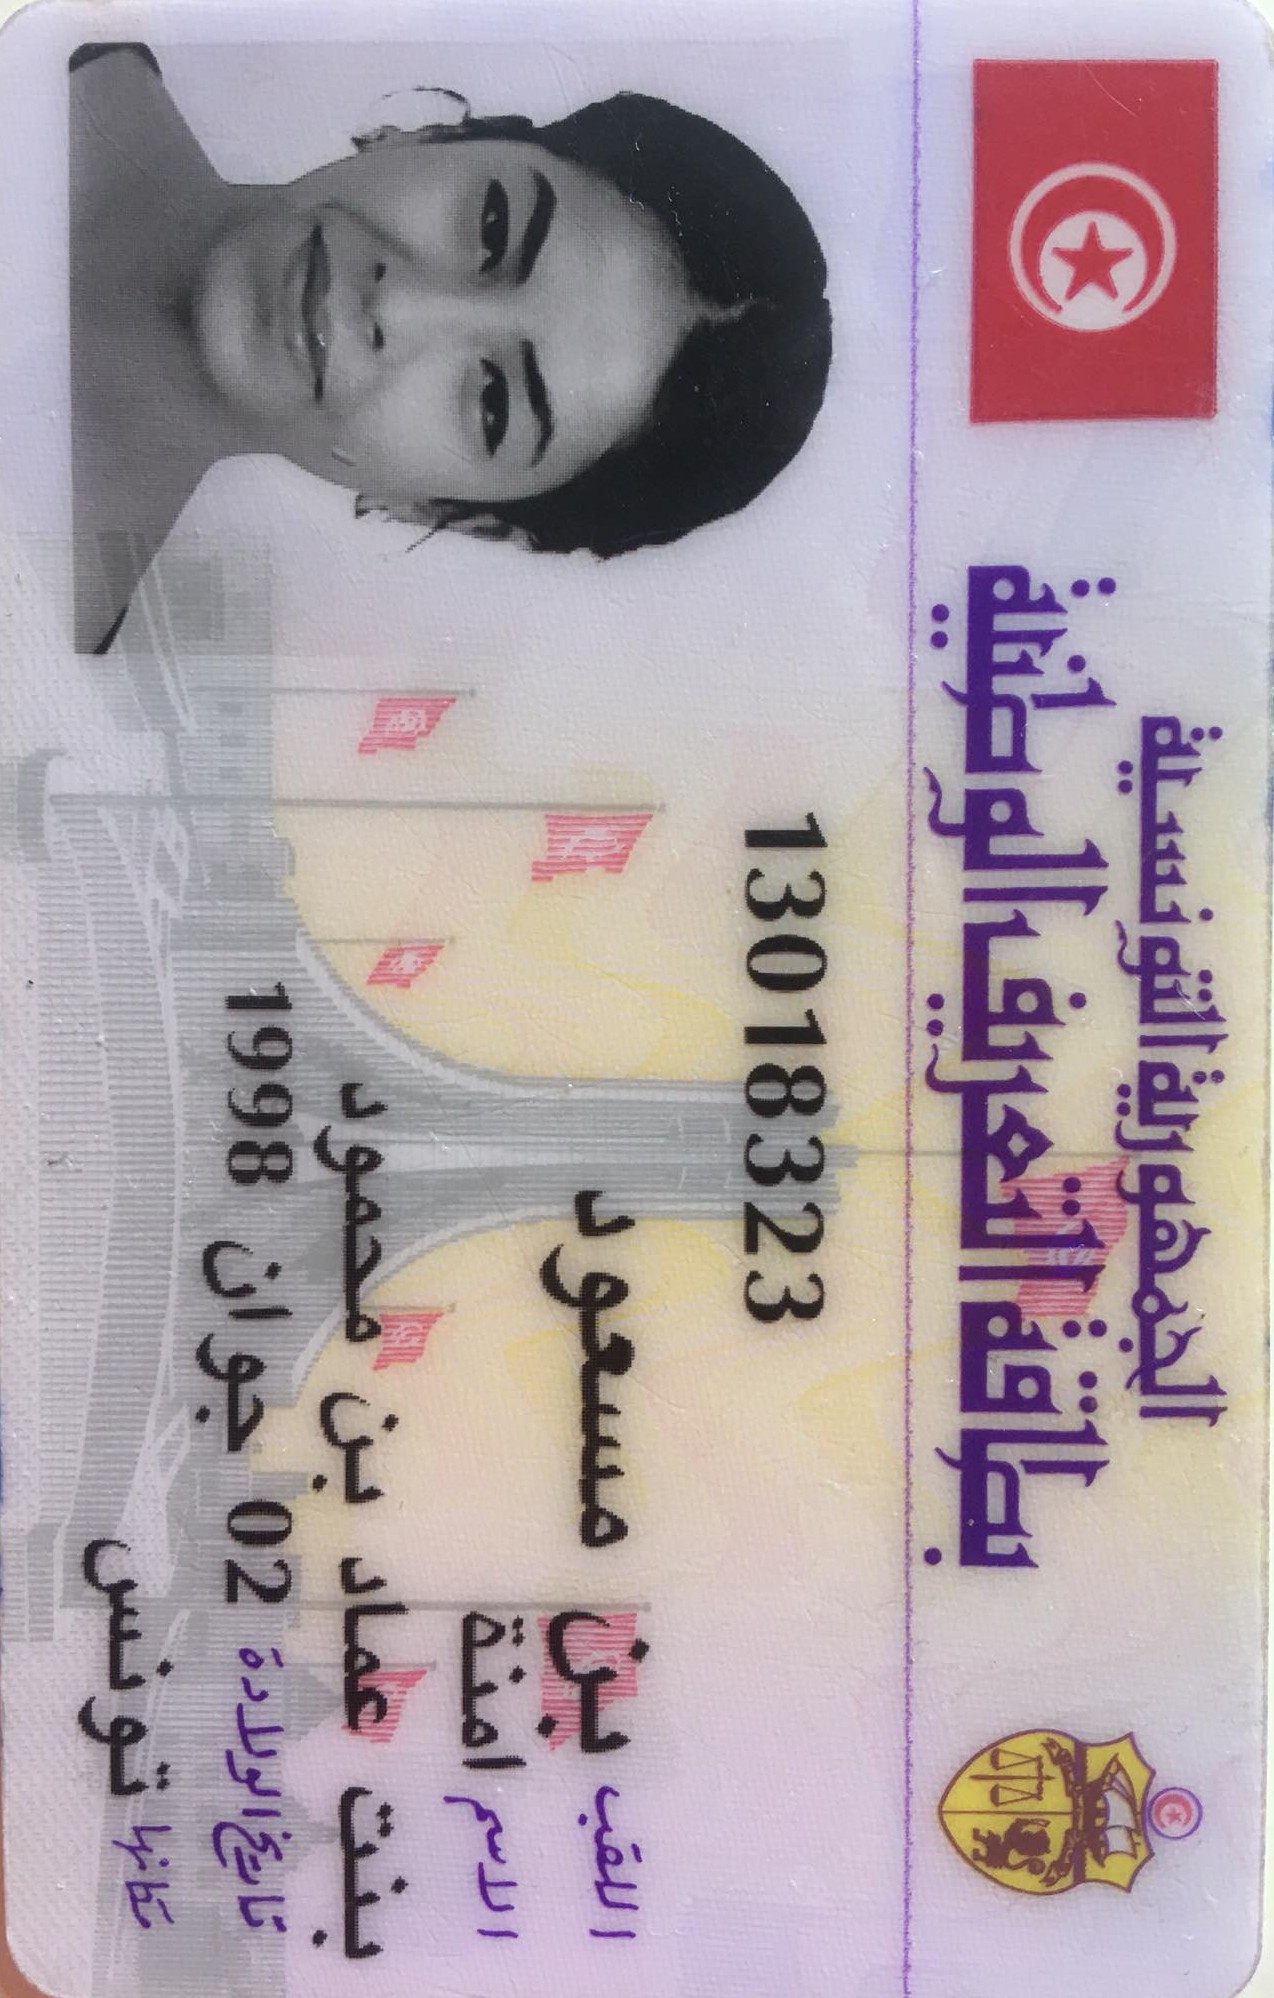 الجمهورية التونسية
بطاقة التعريف الوطنية
13018323
اللقب بن مسعود
الاسم امنة
بنت عماد بن محمود
تاريخ الولادة 02 جوان 1998
مكانها تونس